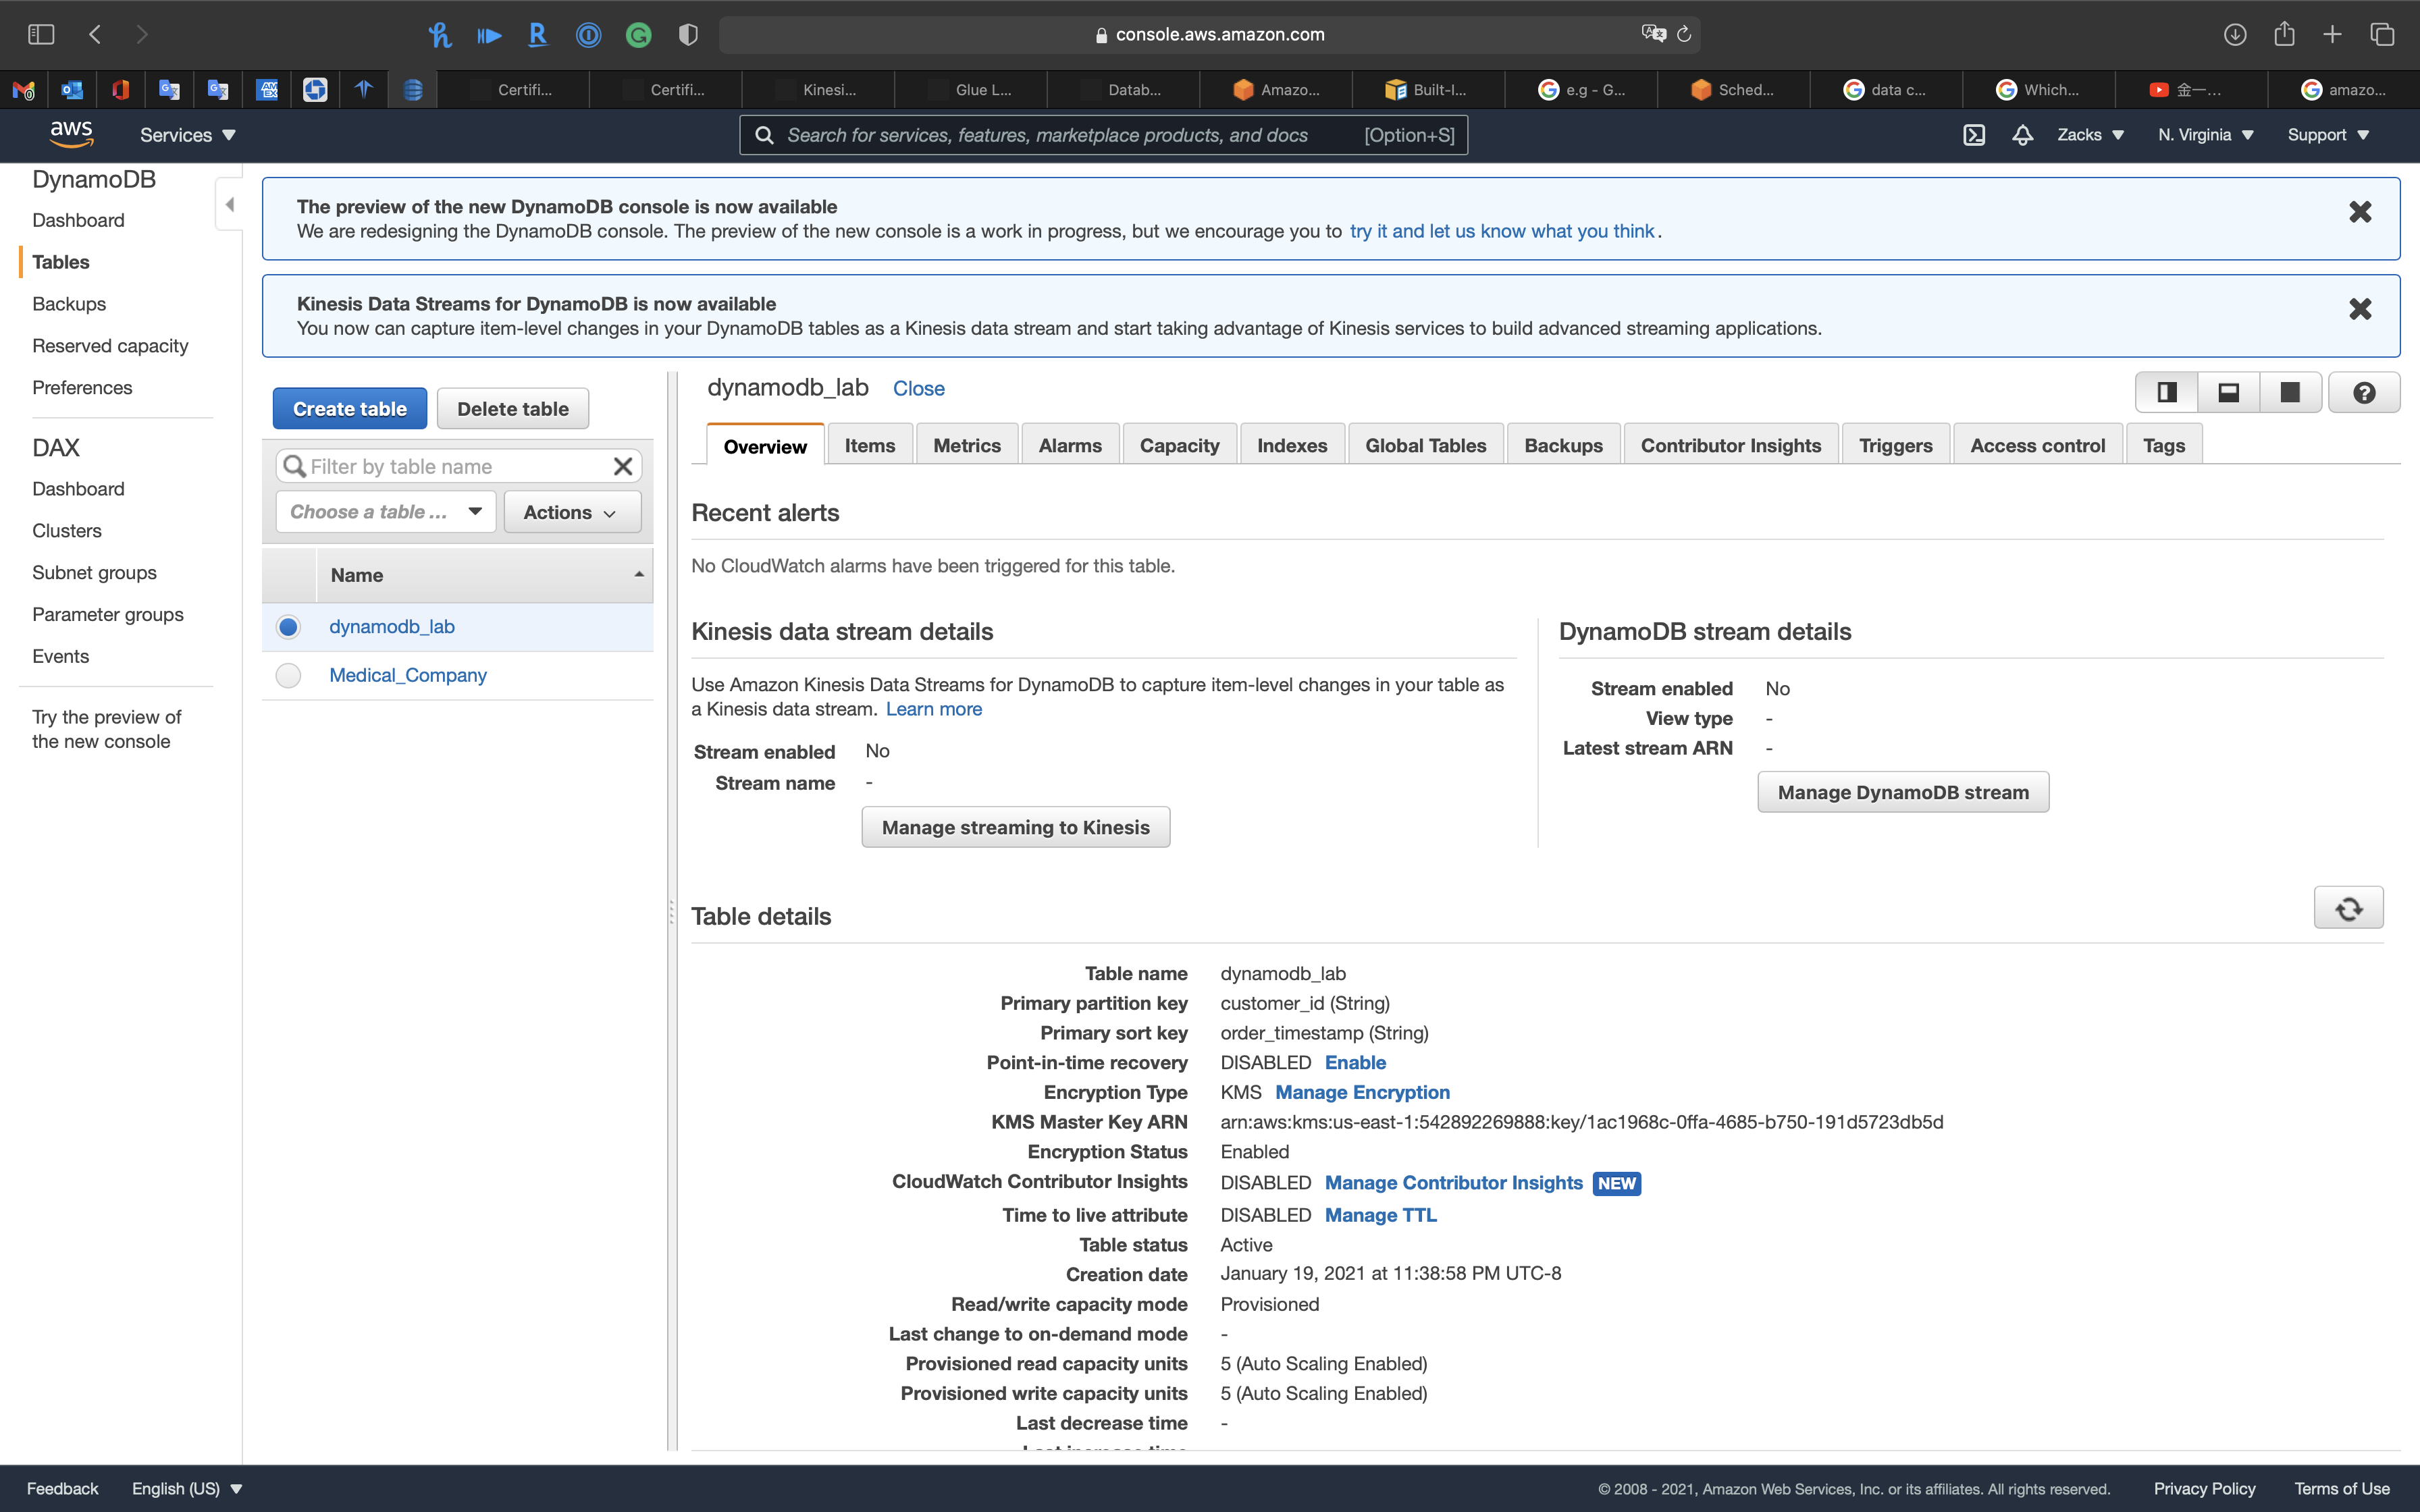 console.aws.amazon.com
Certifi...
Certifi...
Kinesi...
Glue L...
Datab...
Amazo...
Built-I...
e.g - G...
Sched...
data c...
Which...
金一...
amazo...
aws
Services
Search for services, features, marketplace products, and docs
[Option+S]
Zacks
N. Virginia
Support
DynamoDB
Dashboard
Tables
Backups
Reserved capacity
Preferences
DAX
Dashboard
Clusters
Subnet groups
Parameter groups
Events
Try the preview of
the new console
The preview of the new DynamoDB console is now available
We are redesigning the DynamoDB console. The preview of the new console is a work in progress, but we encourage you to try it and let us know what you think.
Kinesis Data Streams for DynamoDB is now available
You now can capture item-level changes in your DynamoDB tables as a Kinesis data stream and start taking advantage of Kinesis services to build advanced streaming applications.
Create table
Delete table
Filter by table name
Choose a table ...
Actions
Name
dynamodb_lab
Medical_Company
dynamodb_lab Close
Overview
Items
Metrics
Alarms
Capacity
Indexes
Global Tables
Backups
Contributor Insights
Triggers
Access control
Tags
Recent alerts
No CloudWatch alarms have been triggered for this table.
Kinesis data stream details
Use Amazon Kinesis Data Streams for DynamoDB to capture item-level changes in your table as
a Kinesis data stream. Learn more
Stream enabled No
Stream name -
Manage streaming to Kinesis
DynamoDB stream details
Stream enabled No
View type -
Latest stream ARN -
Manage DynamoDB stream
Table details
Table name dynamodb_lab
Primary partition key customer_id (String)
Primary sort key order_timestamp (String)
Point-in-time recovery DISABLED Enable
Encryption Type KMS Manage Encryption
KMS Master Key ARN arn:aws:kms:us-east-1:542892269888:key/1ac1968c-0ffa-4685-b750-191d5723db5d
Encryption Status Enabled
CloudWatch Contributor Insights DISABLED Manage Contributor Insights NEW
Time to live attribute DISABLED Manage TTL
Table status Active
Creation date January 19, 2021 at 11:38:58 PM UTC-8
Read/write capacity mode Provisioned
Last change to on-demand mode -
Provisioned read capacity units 5 (Auto Scaling Enabled)
Provisioned write capacity units 5 (Auto Scaling Enabled)
Last decrease time -
Last increase time
Feedback
English (US)
© 2008 - 2021, Amazon Web Services, Inc. or its affiliates. All rights reserved.
Privacy Policy
Terms of Use